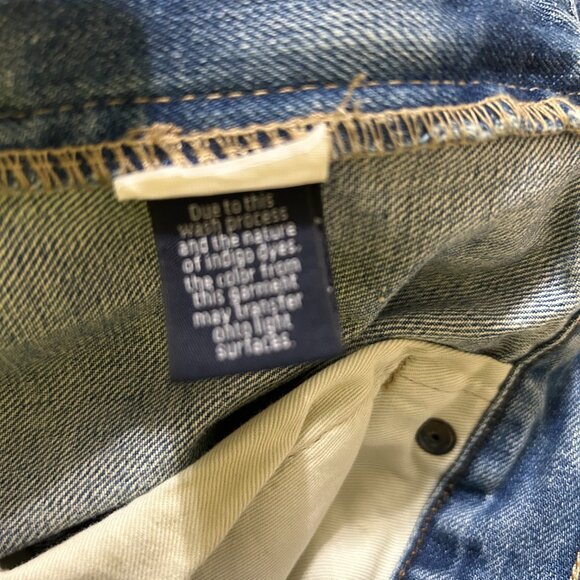 Due to this
wash process
and the nature
of indigo dyes,
the color from
this garment
may transfer
onto light
surfaces.